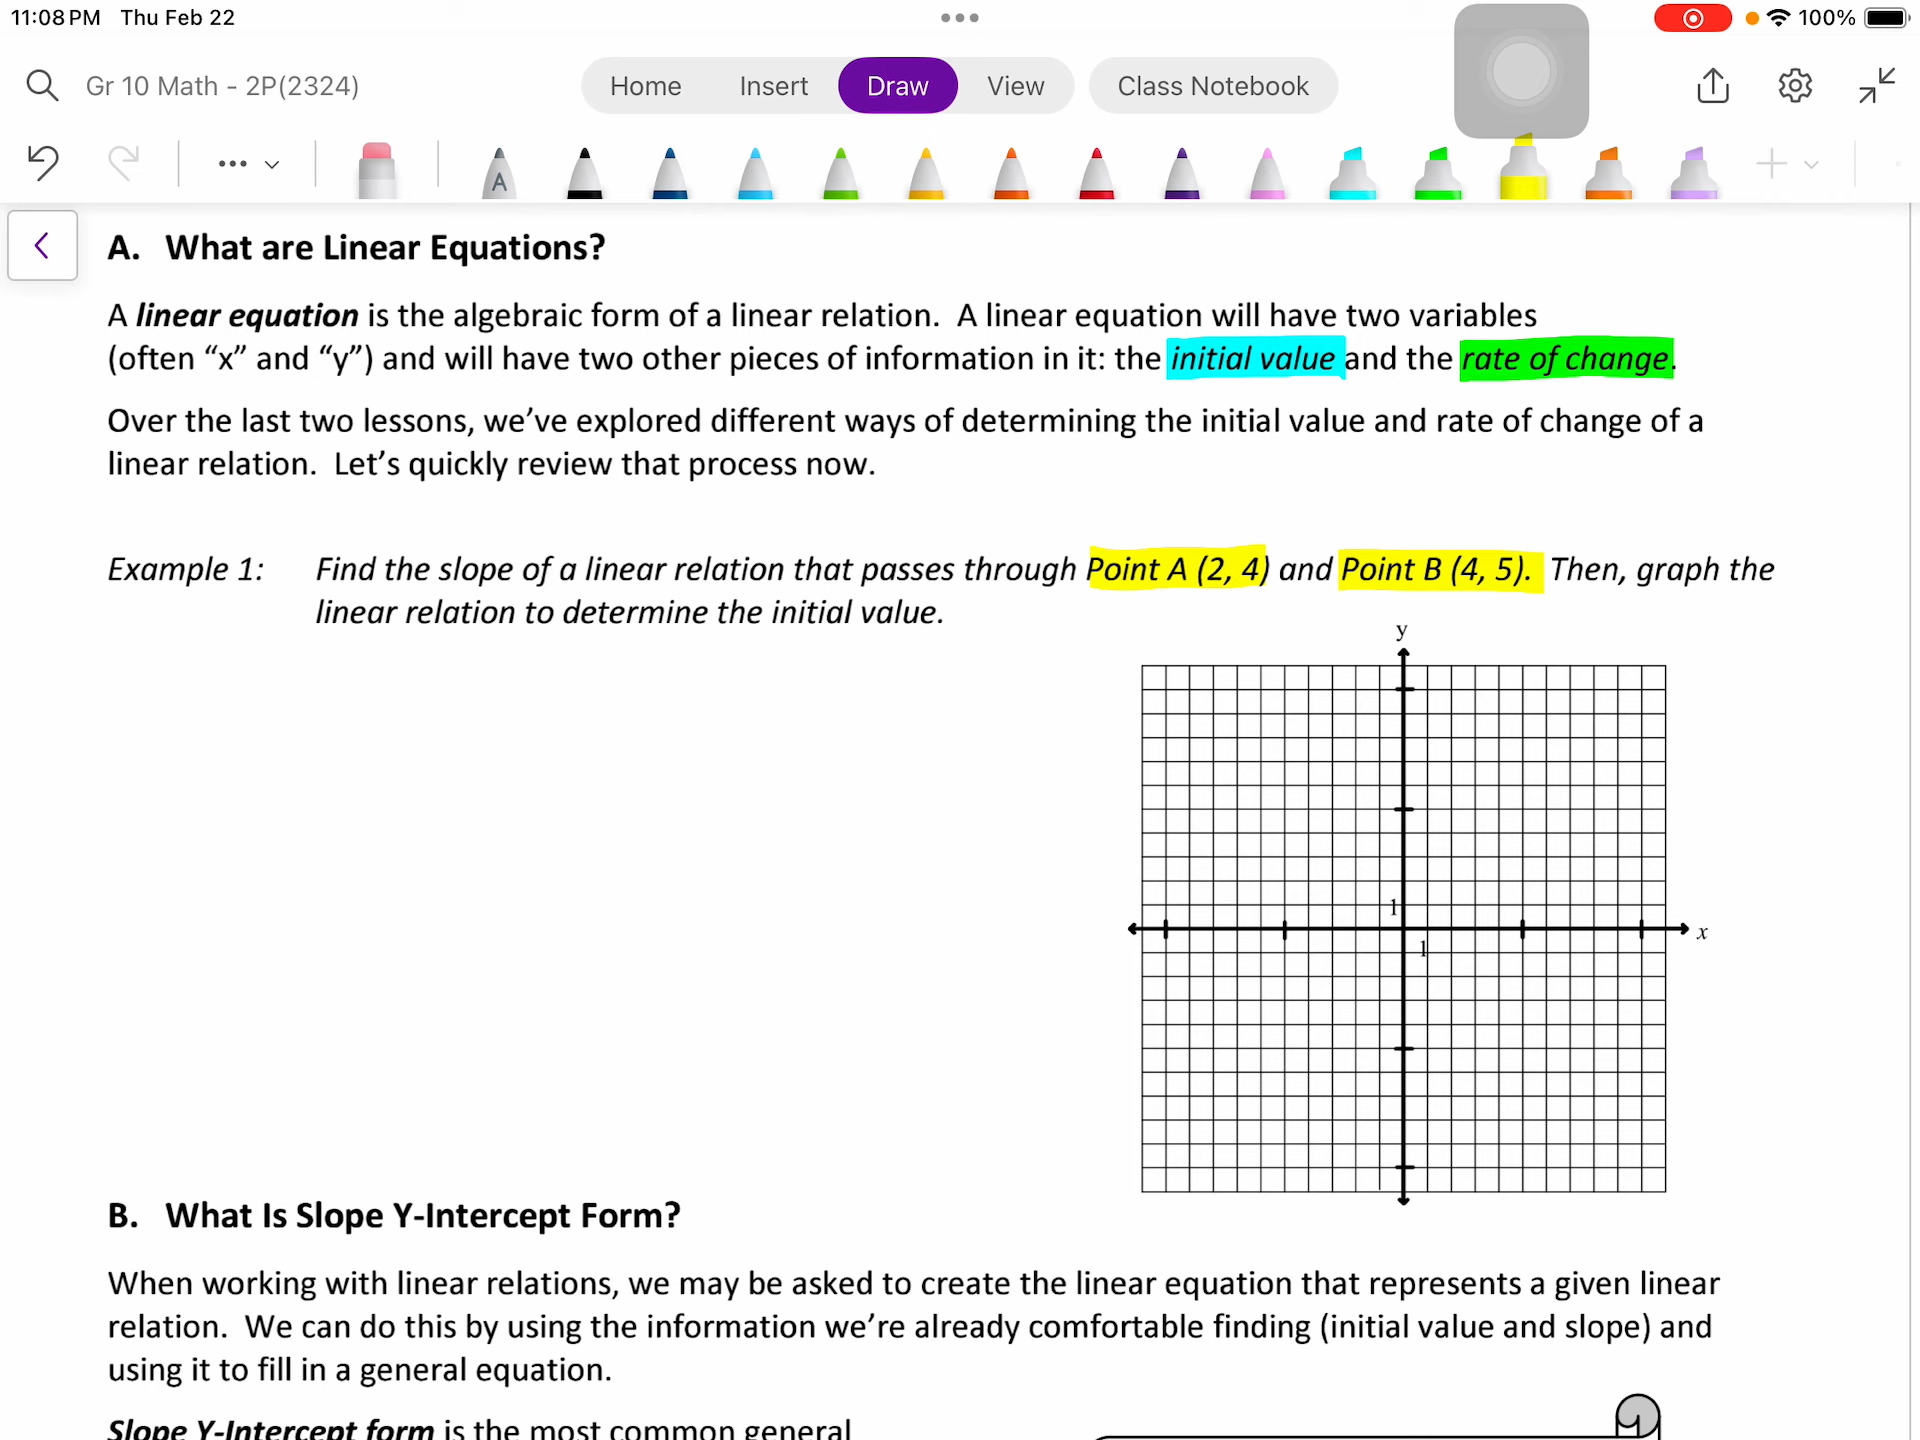 11:08 PM Thu Feb 22
100%
Gr 10 Math - 2P(2324)
Home Insert Draw View Class Notebook
A
A. What are Linear Equations?
A linear equation is the algebraic form of a linear relation. A linear equation will have two variables
(often “x” and “y”) and will have two other pieces of information in it: the initial value and the rate of change.
Over the last two lessons, we’ve explored different ways of determining the initial value and rate of change of a
linear relation. Let’s quickly review that process now.
Example 1: Find the slope of a linear relation that passes through Point A (2, 4) and Point B (4, 5). Then, graph the
linear relation to determine the initial value.
y
1
x
1
B. What Is Slope Y-Intercept Form?
When working with linear relations, we may be asked to create the linear equation that represents a given linear
relation. We can do this by using the information we’re already comfortable finding (initial value and slope) and
using it to fill in a general equation.
Slope Y-Intercept form is the most common general